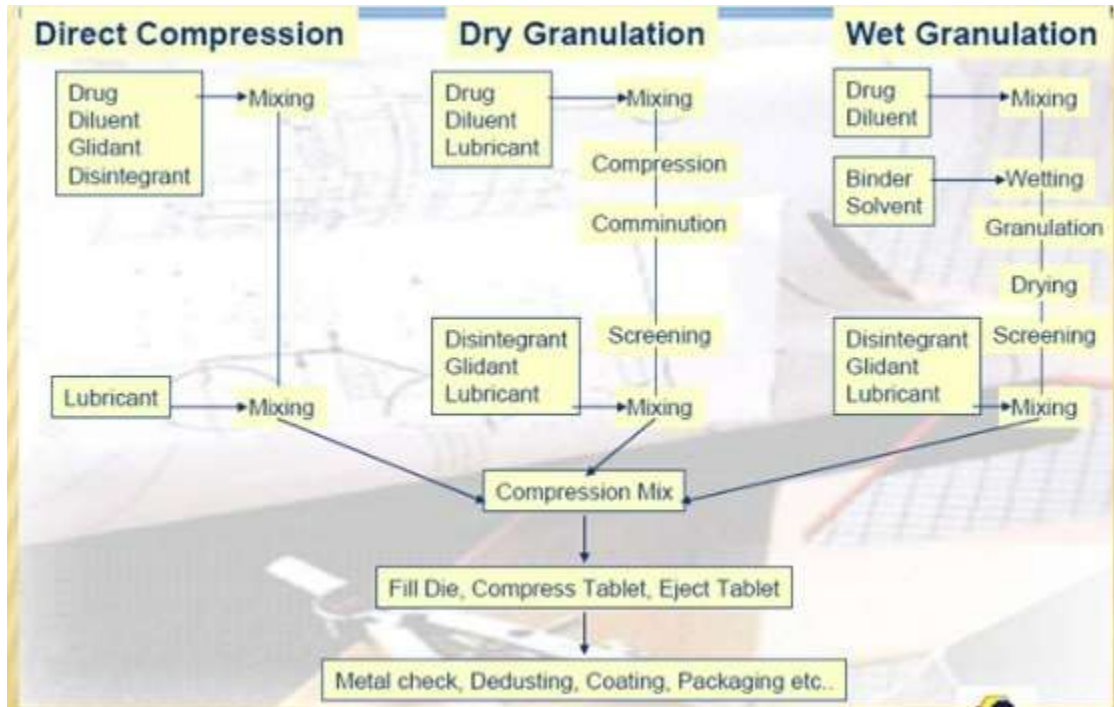 Direct Compression
Drug
Diluent
Glidant
Disintegrant
Mixing
Lubricant
Mixing
Dry Granulation
Drug
Diluent
Lubricant
Mixing
Compression
Comminution
Screening
Disintegrant
Glidant
Lubricant
Mixing
Wet Granulation
Drug
Diluent
Mixing
Binder
Solvent
Wetting
Granulation
Drying
Screening
Disintegrant
Glidant
Lubricant
Mixing
Compression Mix
Fill Die, Compress Tablet, Eject Tablet
Metal check, Dedusting, Coating, Packaging etc..